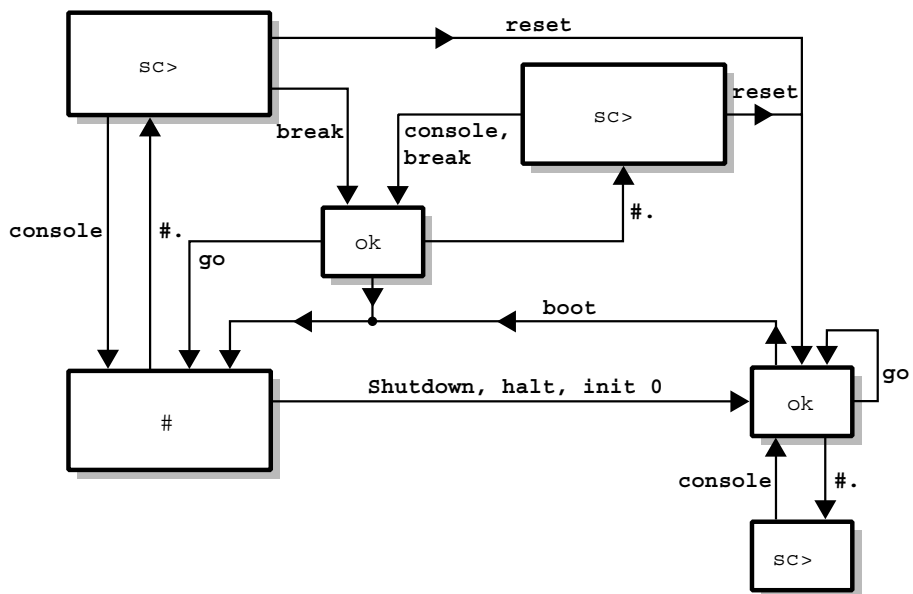 reset
sc>
reset
sc>
break
console,
break
console
#.
#.
ok
go
boot
go
Shutdown, halt, init 0
ok
#
console
#.
sc>